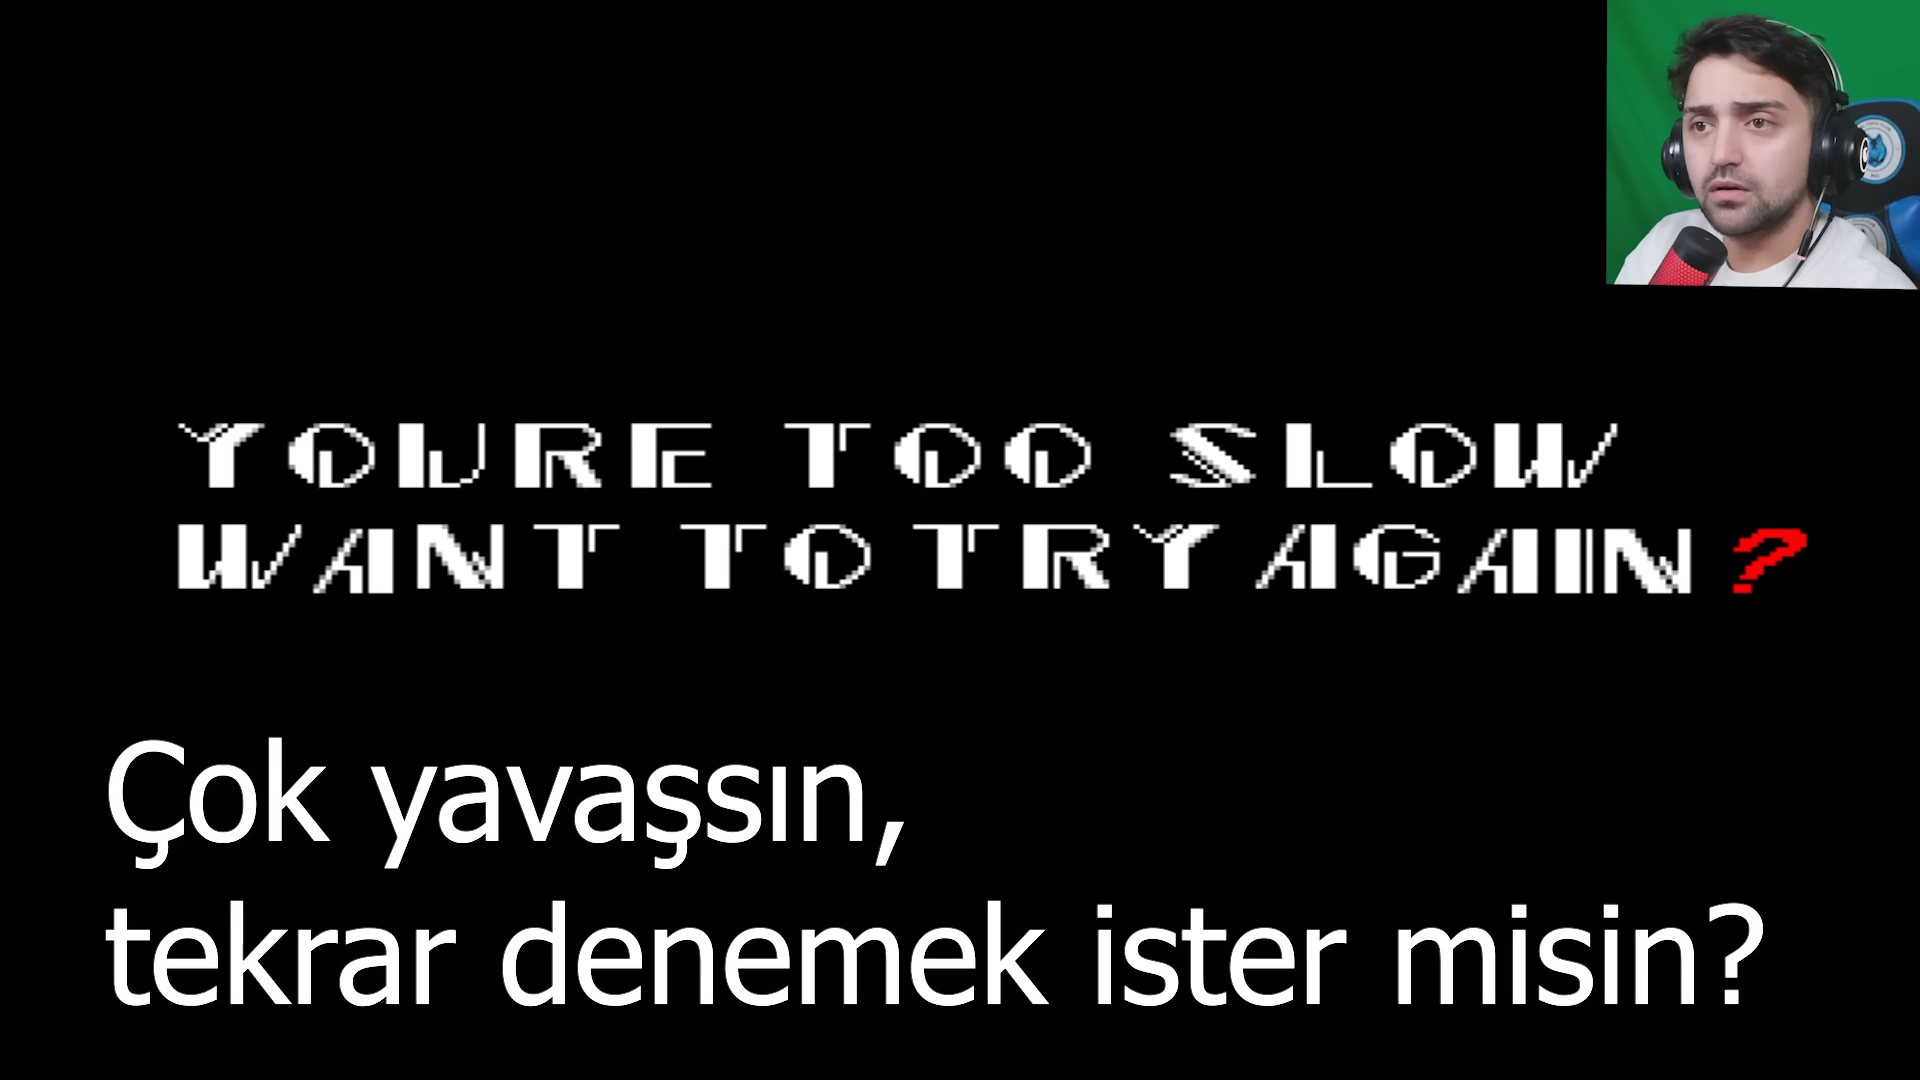 YOURE TOO SLOW
WANT TO TRY AGAIN?
Çok yavaşsın,
tekrar denemek ister misin?